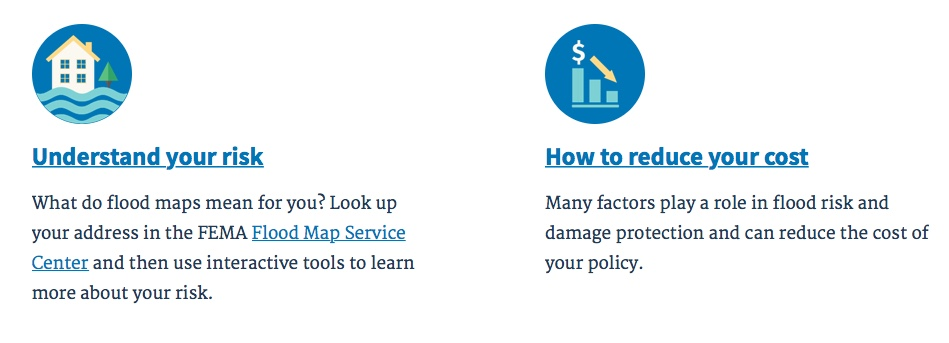 $
Understand your risk
What do flood maps mean for you? Look up
your address in the FEMA Flood Map Service
Center and then use interactive tools to learn
more about your risk.
How to reduce your cost
Many factors play a role in flood risk and
damage protection and can reduce the cost of
your policy.